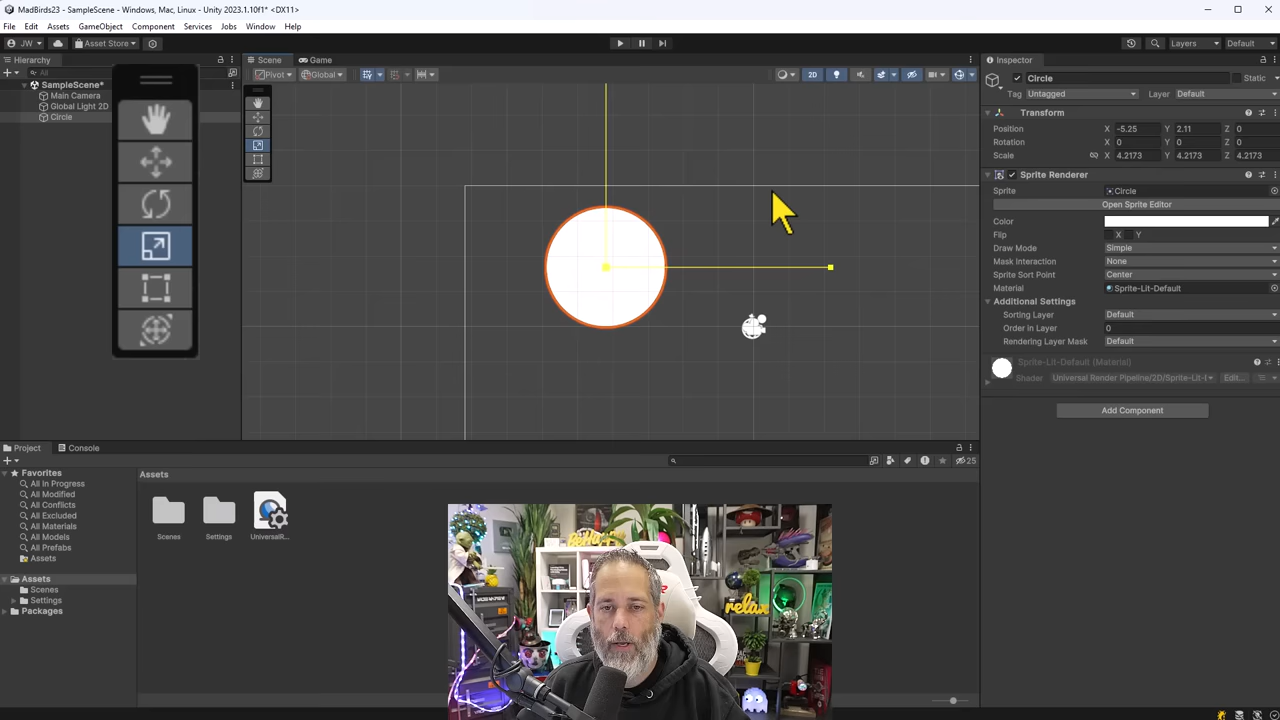 MadBirds23 - SampleScene - Windows, Mac, Linux - Unity 2023.1.10f1* <DX11>
File Edit Assets GameObject Component Services Jobs Window Help
JW Asset Store Layers Default
Hierarchy
All
SampleScene*
Main Camera
Global Light 2D
Circle
Scene Game
Pivot Global 2D
Inspector
Circle Static
Tag Untagged Layer Default
Transform
Position X -5.25 Y 2.11 Z 0
Rotation X 0 Y 0 Z 0
Scale X 4.2173 Y 4.2173 Z 4.2173
Sprite Renderer
Sprite Circle
Open Sprite Editor
Color
Flip X Y
Draw Mode Simple
Mask Interaction None
Sprite Sort Point Center
Material Sprite-Lit-Default
Additional Settings
Sorting Layer Default
Order in Layer 0
Rendering Layer Mask Default
Sprite-Lit-Default (Material)
Shader Universal Render Pipeline/2D/Sprite-Lit-I Edit...
Add Component
Project Console
25
Favorites
All In Progress
All Modified
All Conflicts
All Excluded
All Materials
All Models
All Prefabs
Assets
Assets
Scenes
Settings
Packages
Assets
Scenes Settings UniversalR...
relax